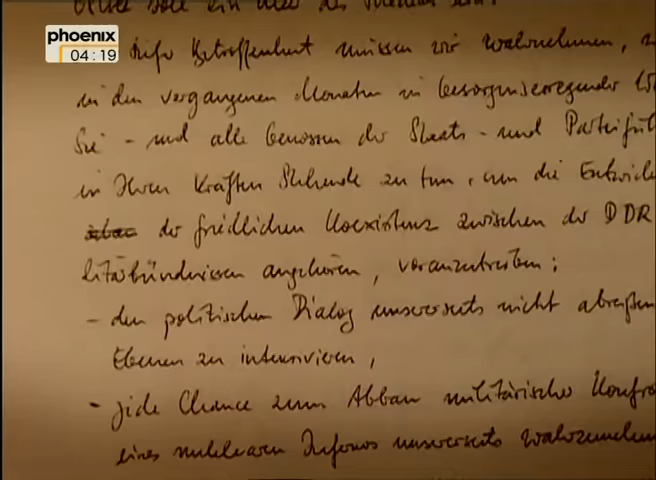 phoenix
04:19
tiefe Betroffenheit müssen wir wahrnehmen,
in den vergangenen Monaten in besorgniserregender
Sie - und alle Genossen der Staats- und Parteifüh
in Ihren Kräften Stehende zu tun, um die Entwickl
der friedlichen Koexistenz zwischen der DDR
litärbündnissen angehören, voranzutreiben;
- den politischen Dialog unsererseits nicht abreißen
Ebenen zu intensivieren,
- jede Chance zum Abbau militärischer Konfro
eines nuklearen Infernos unsererseits wahrzunehmen